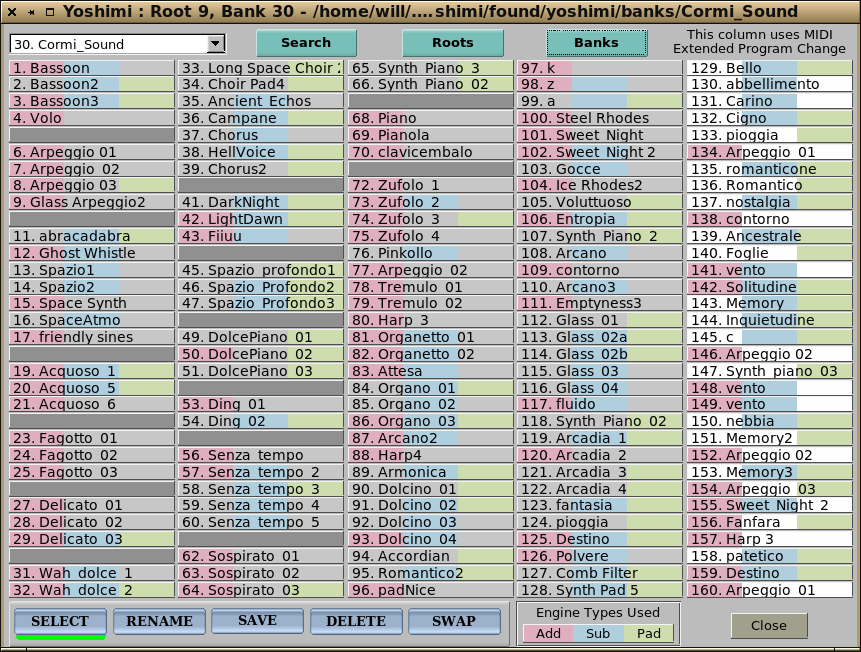 Yoshimi : Root 9, Bank 30 - /home/will/....shimi/found/yoshimi/banks/Cormi_Sound
30. Cormi_Sound
Search
Roots
Banks
This column uses MIDI
Extended Program Change
1. Bassoon
2. Bassoon2
3. Bassoon3
4. Volo
6. Arpeggio 01
7. Arpeggio 02
8. Arpeggio 03
9. Glass Arpeggio2
11. abracadabra
12. Ghost Whistle
13. Spazio1
14. Spazio2
15. Space Synth
16. SpaceAtmo
17. friendly sines
19. Acquoso 1
20. Acquoso 5
21. Acquoso 6
23. Fagotto 01
24. Fagotto 02
25. Fagotto 03
27. Delicato 01
28. Delicato 02
29. Delicato 03
31. Wah dolce 1
32. Wah dolce 2
33. Long Space Choir
34. Choir Pad4
35. Ancient Echos
36. Campane
37. Chorus
38. HellVoice
39. Chorus2
41. DarkNight
42. LightDawn
43. Fiiuu
45. Spazio profondo1
46. Spazio Profondo2
47. Spazio Profondo3
49. DolcePiano 01
50. DolcePiano 02
51. DolcePiano 03
53. Ding 01
54. Ding 02
56. Senza tempo
57. Senza tempo 2
58. Senza tempo 3
59. Senza tempo 4
60. Senza tempo 5
62. Sospirato 01
63. Sospirato 02
64. Sospirato 03
65. Synth Piano 3
66. Synth Piano 02
68. Piano
69. Pianola
70. clavicembalo
72. Zufolo 1
73. Zufolo 2
74. Zufolo 3
75. Zufolo 4
76. Pinkollo
77. Arpeggio 02
78. Tremulo 01
79. Tremulo 02
80. Harp 3
81. Organetto 01
82. Organetto 02
83. Attesa
84. Organo 01
85. Organo 02
86. Organo 03
87. Arcano2
88. Harp4
89. Armonica
90. Dolcino 01
91. Dolcino 02
92. Dolcino 03
93. Dolcino 04
94. Accordian
95. Romantico2
96. padNice
97. k
98. z
99. a
100. Steel Rhodes
101. Sweet Night
102. Sweet Night 2
103. Gocce
104. Ice Rhodes2
105. Voluttuoso
106. Entropia
107. Synth Piano 2
108. Arcano
109. contorno
110. Arcano3
111. Emptyness3
112. Glass 01
113. Glass 02a
114. Glass 02b
115. Glass 03
116. Glass 04
117. fluido
118. Synth Piano 02
119. Arcadia 1
120. Arcadia 2
121. Arcadia 3
122. Arcadia 4
123. fantasia
124. pioggia
125. Destino
126. Polvere
127. Comb Filter
128. Synth Pad 5
129. Bello
130. abbellimento
131. Carino
132. Cigno
133. pioggia
134. Arpeggio 01
135. romanticone
136. Romantico
137. nostalgia
138. contorno
139. Ancestrale
140. Foglie
141. vento
142. Solitudine
143. Memory
144. Inquietudine
145. c
146. Arpeggio 02
147. Synth piano 03
148. vento
149. vento
150. nebbia
151. Memory2
152. Arpeggio 02
153. Memory3
154. Arpeggio 03
155. Sweet Night 2
156. Fanfara
157. Harp 3
158. patetico
159. Destino
160. Arpeggio 01
SELECT
RENAME
SAVE
DELETE
SWAP
Engine Types Used
Add
Sub
Pad
Close